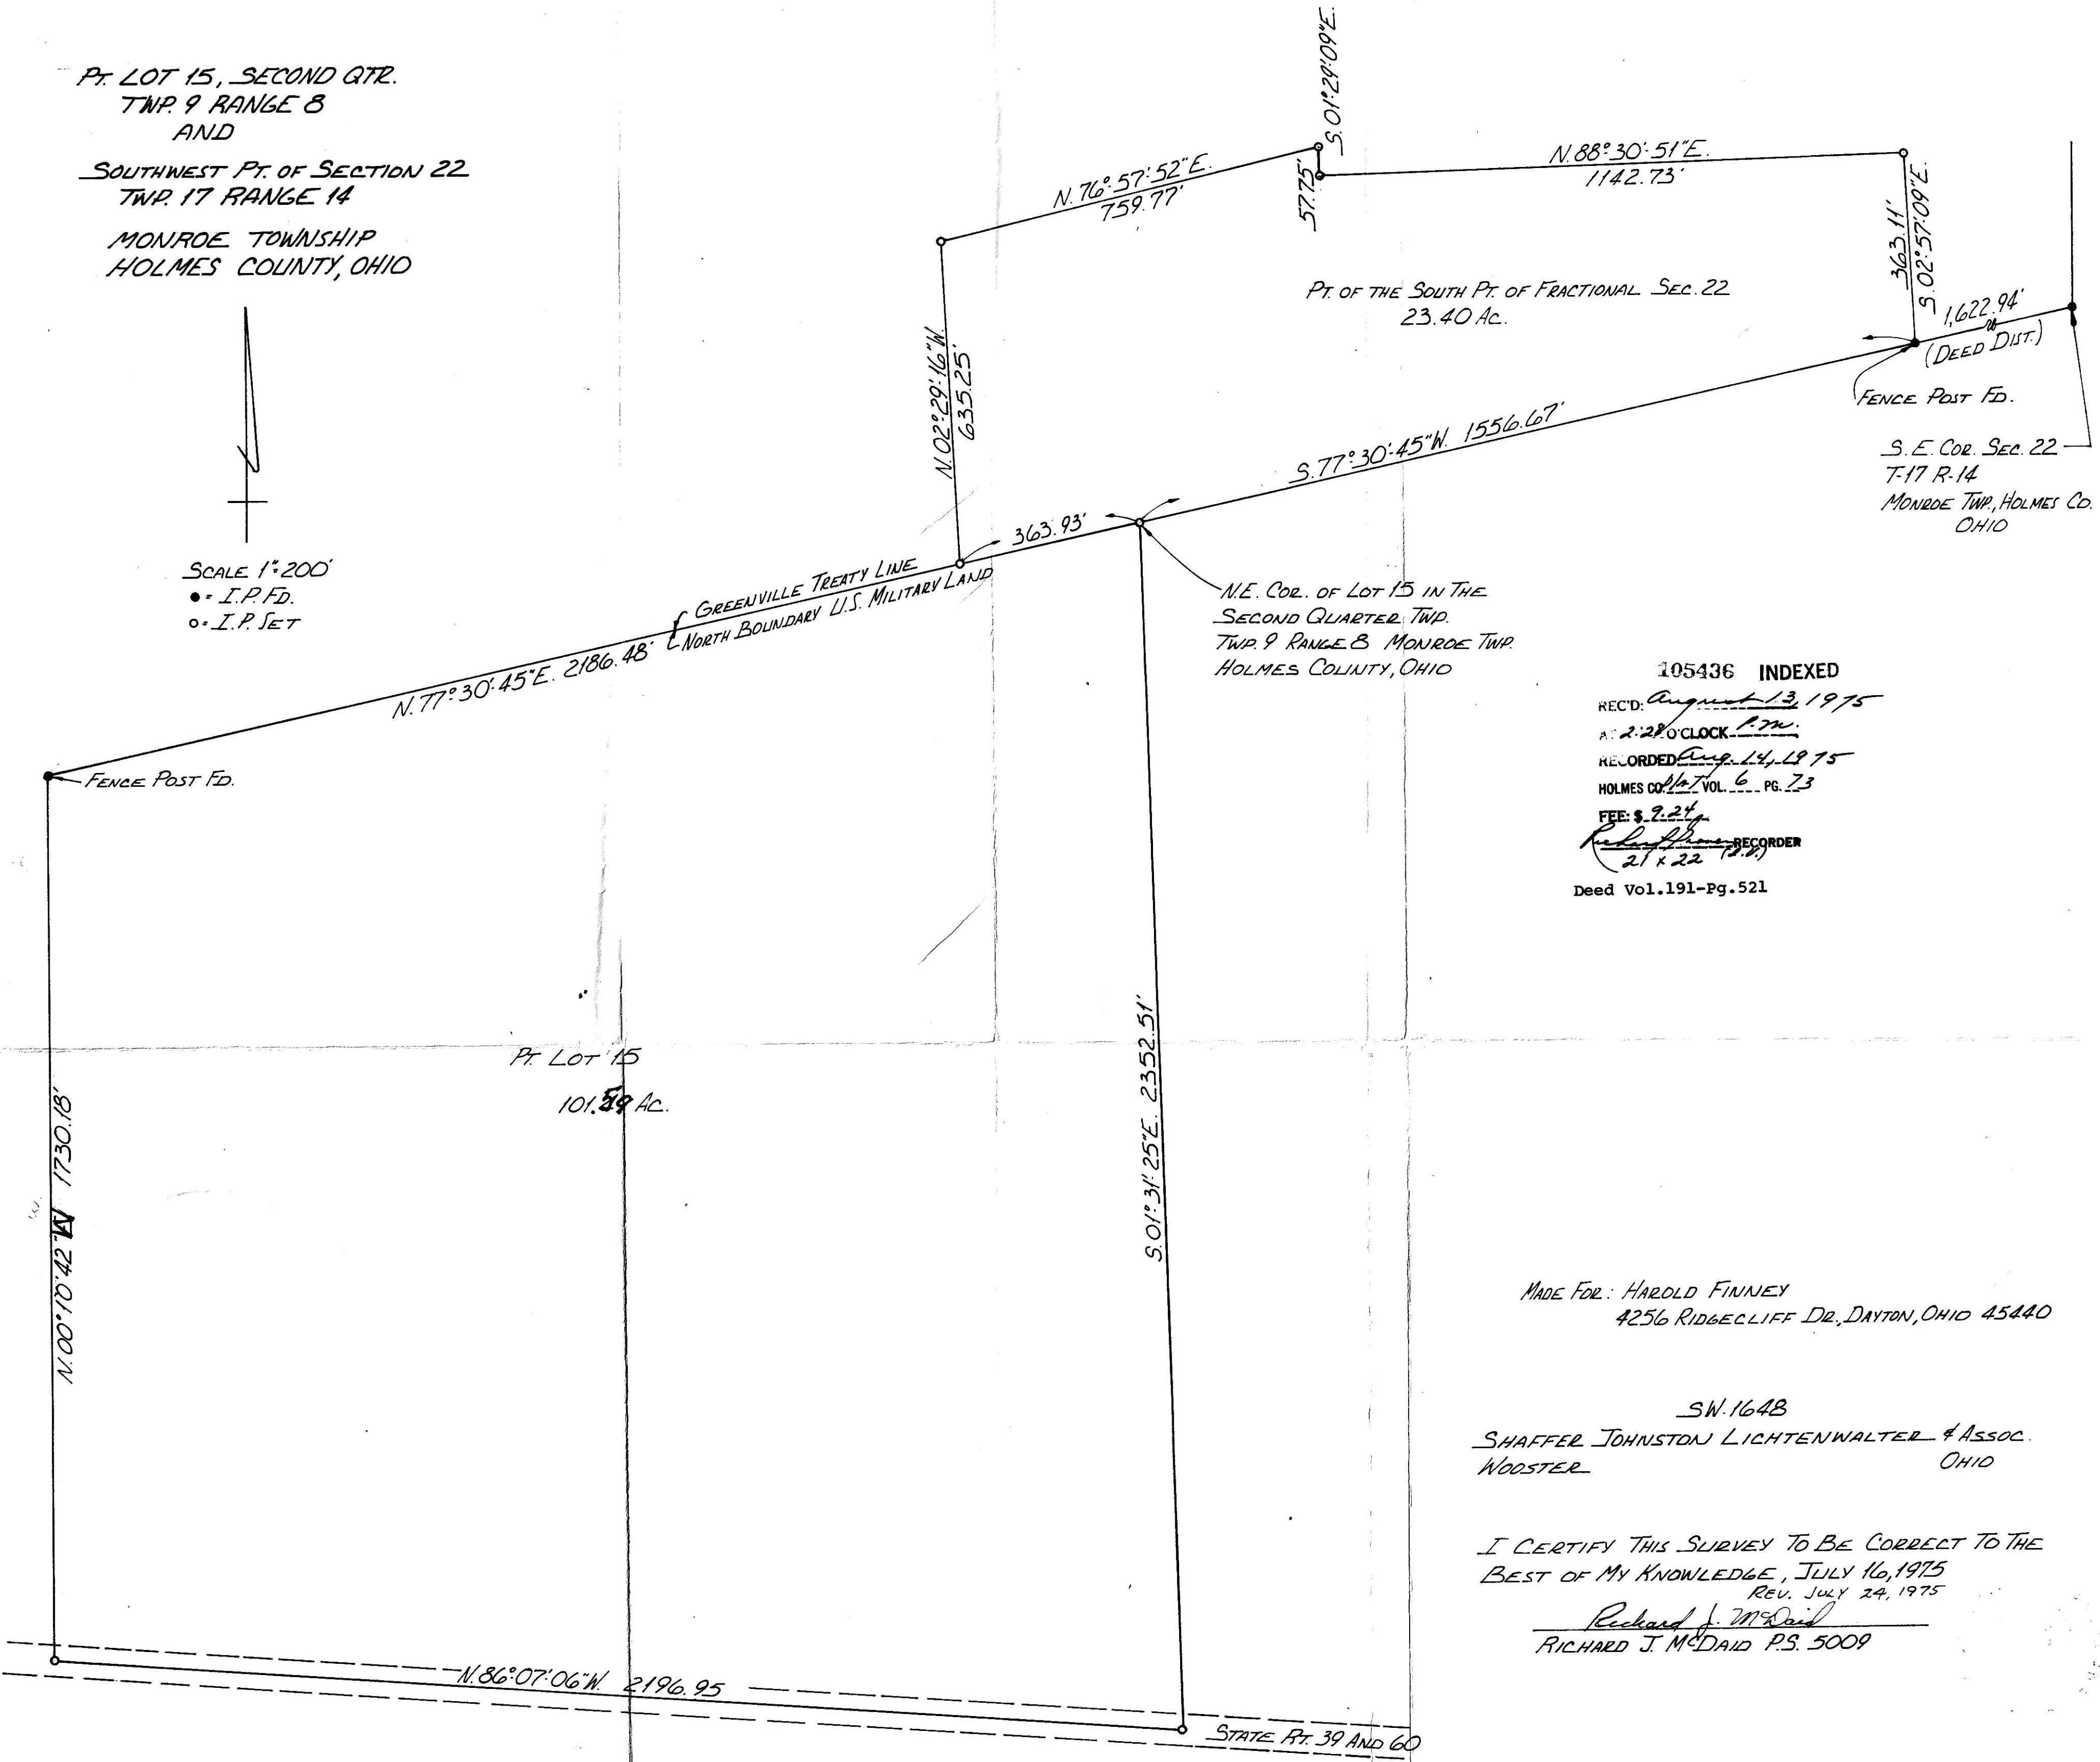 PT. LOT 15, SECOND QTR.
TWP. 9 RANGE 8
AND
SOUTHWEST PT. OF SECTION 22
TWP. 17 RANGE 14
MONROE TOWNSHIP
HOLMES COUNTY, OHIO
SCALE 1"=200'
●= I.P. FD.
○= I.P. SET
N. 76°-57'-52"E.
759.77'
S. 01°-29'-09"E.
57.75'
N. 88°-30'-51"E.
1142.73'
363.11'
S. 02°-57'-09"E.
1,622.94'
(DEED DIST.)
FENCE POST FD.
S.E. COR. SEC. 22
T-17 R-14
MONROE TWP., HOLMES CO.
OHIO
PT. OF THE SOUTH PT. OF FRACTIONAL SEC. 22
23.40 AC.
N. 02°-29'-16"W.
635.25'
S. 77°-30'-45"W. 1556.67'
363.93'
GREENVILLE TREATY LINE
NORTH BOUNDARY U.S. MILITARY LAND
N. 77°-30'-45"E. 2186.48'
N.E. COR. OF LOT 15 IN THE
SECOND QUARTER TWP.
TWP. 9 RANGE 8 MONROE TWP.
HOLMES COUNTY, OHIO
FENCE POST FD.
105436 INDEXED
REC'D: August 13, 1975
AT 2:28 O'CLOCK P.M.
RECORDED Aug. 14, 1975
HOLMES CO. Plat VOL. 6 PG. 73
FEE: $ 9.24
Richard RECORDER
21 x 22
Deed Vol.191-Pg.521
PT. LOT 15
101. AC.
N. 00°-10'-42"W 1730.18'
S. 01°-31'-25"E. 2352.51'
N. 86°-07'-06"W. 2196.95
STATE RT. 39 AND 60
MADE FOR: HAROLD FINNEY
4256 RIDGECLIFF DR., DAYTON, OHIO 45440
SW. 1648
SHAFFER JOHNSTON LICHTENWALTER & ASSOC.
WOOSTER OHIO
I CERTIFY THIS SURVEY TO BE CORRECT TO THE
BEST OF MY KNOWLEDGE, JULY 16, 1975
REV. JULY 24, 1975
Richard J. McDaid
RICHARD J. McDAID P.S. 5009